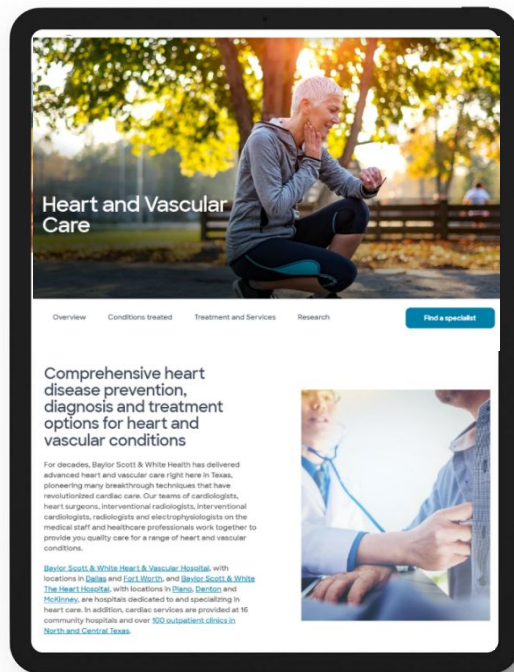 Heart and Vascular
Care
Overview
Conditions treated
Treatment and Services
Research
Find a specialist
Comprehensive heart
disease prevention,
diagnosis and treatment
options for heart and
vascular conditions
For decades, Baylor Scott & White Health has delivered
advanced heart and vascular care right here in Texas,
pioneering many breakthrough techniques that have
revolutionized cardiac care. Our teams of cardiologists,
heart surgeons, interventional radiologists, interventional
cardiologists, radiologists and electrophysiologists on the
medical staff and healthcare professionals work together to
provide you quality care for a range of heart and vascular
conditions.
Baylor Scott & White Heart & Vascular Hospital, with
locations in Dallas and Fort Worth, and Baylor Scott & White
The Heart Hospital, with locations in Plano, Denton and
McKinney, are hospitals dedicated to and specializing in
heart care. In addition, cardiac services are provided at 16
community hospitals and over 100 outpatient clinics in
North and Central Texas.